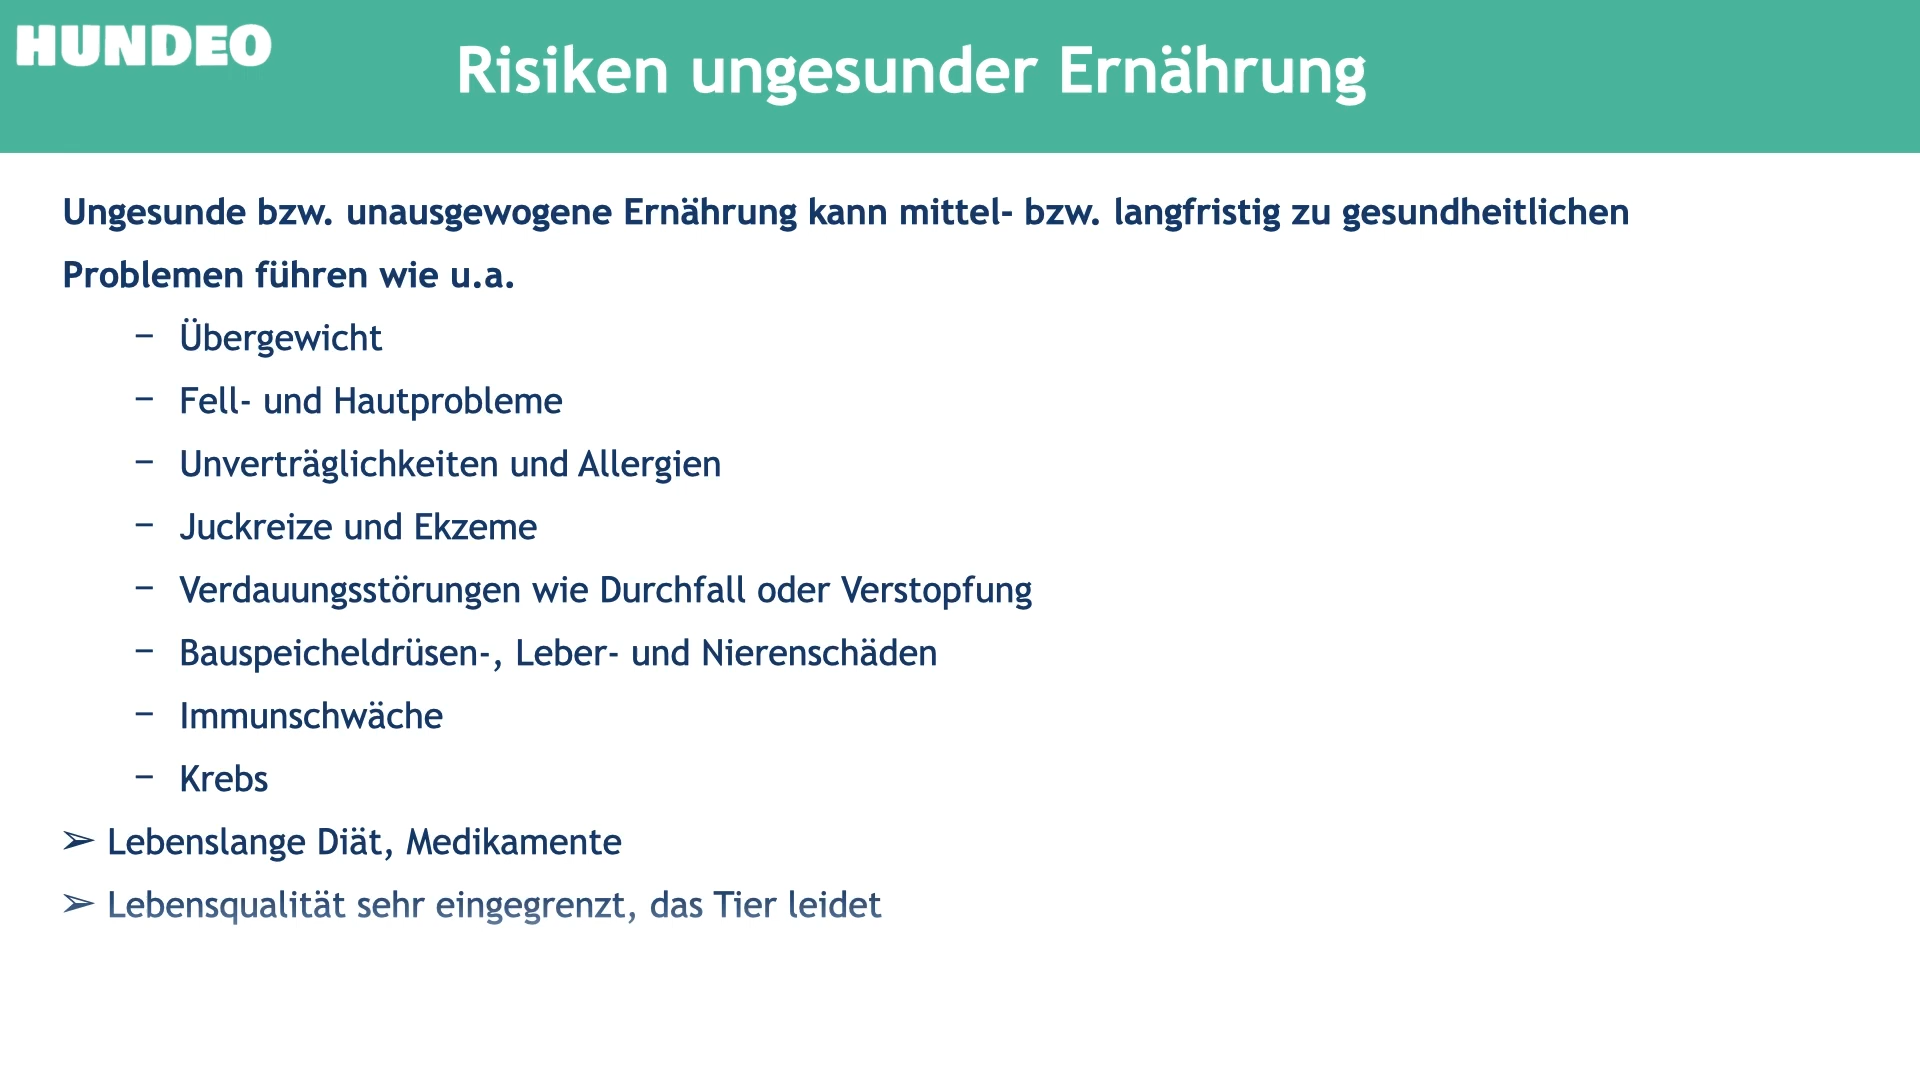 HUNDEO
Risiken ungesunder Ernährung
Ungesunde bzw. unausgewogene Ernährung kann mittel- bzw. langfristig zu gesundheitlichen
Problemen führen wie u.a.
– Übergewicht
– Fell- und Hautprobleme
– Unverträglichkeiten und Allergien
– Juckreize und Ekzeme
– Verdauungsstörungen wie Durchfall oder Verstopfung
– Bauspeicheldrüsen-, Leber- und Nierenschäden
– Immunschwäche
– Krebs
➢ Lebenslange Diät, Medikamente
➢ Lebensqualität sehr eingegrenzt, das Tier leidet